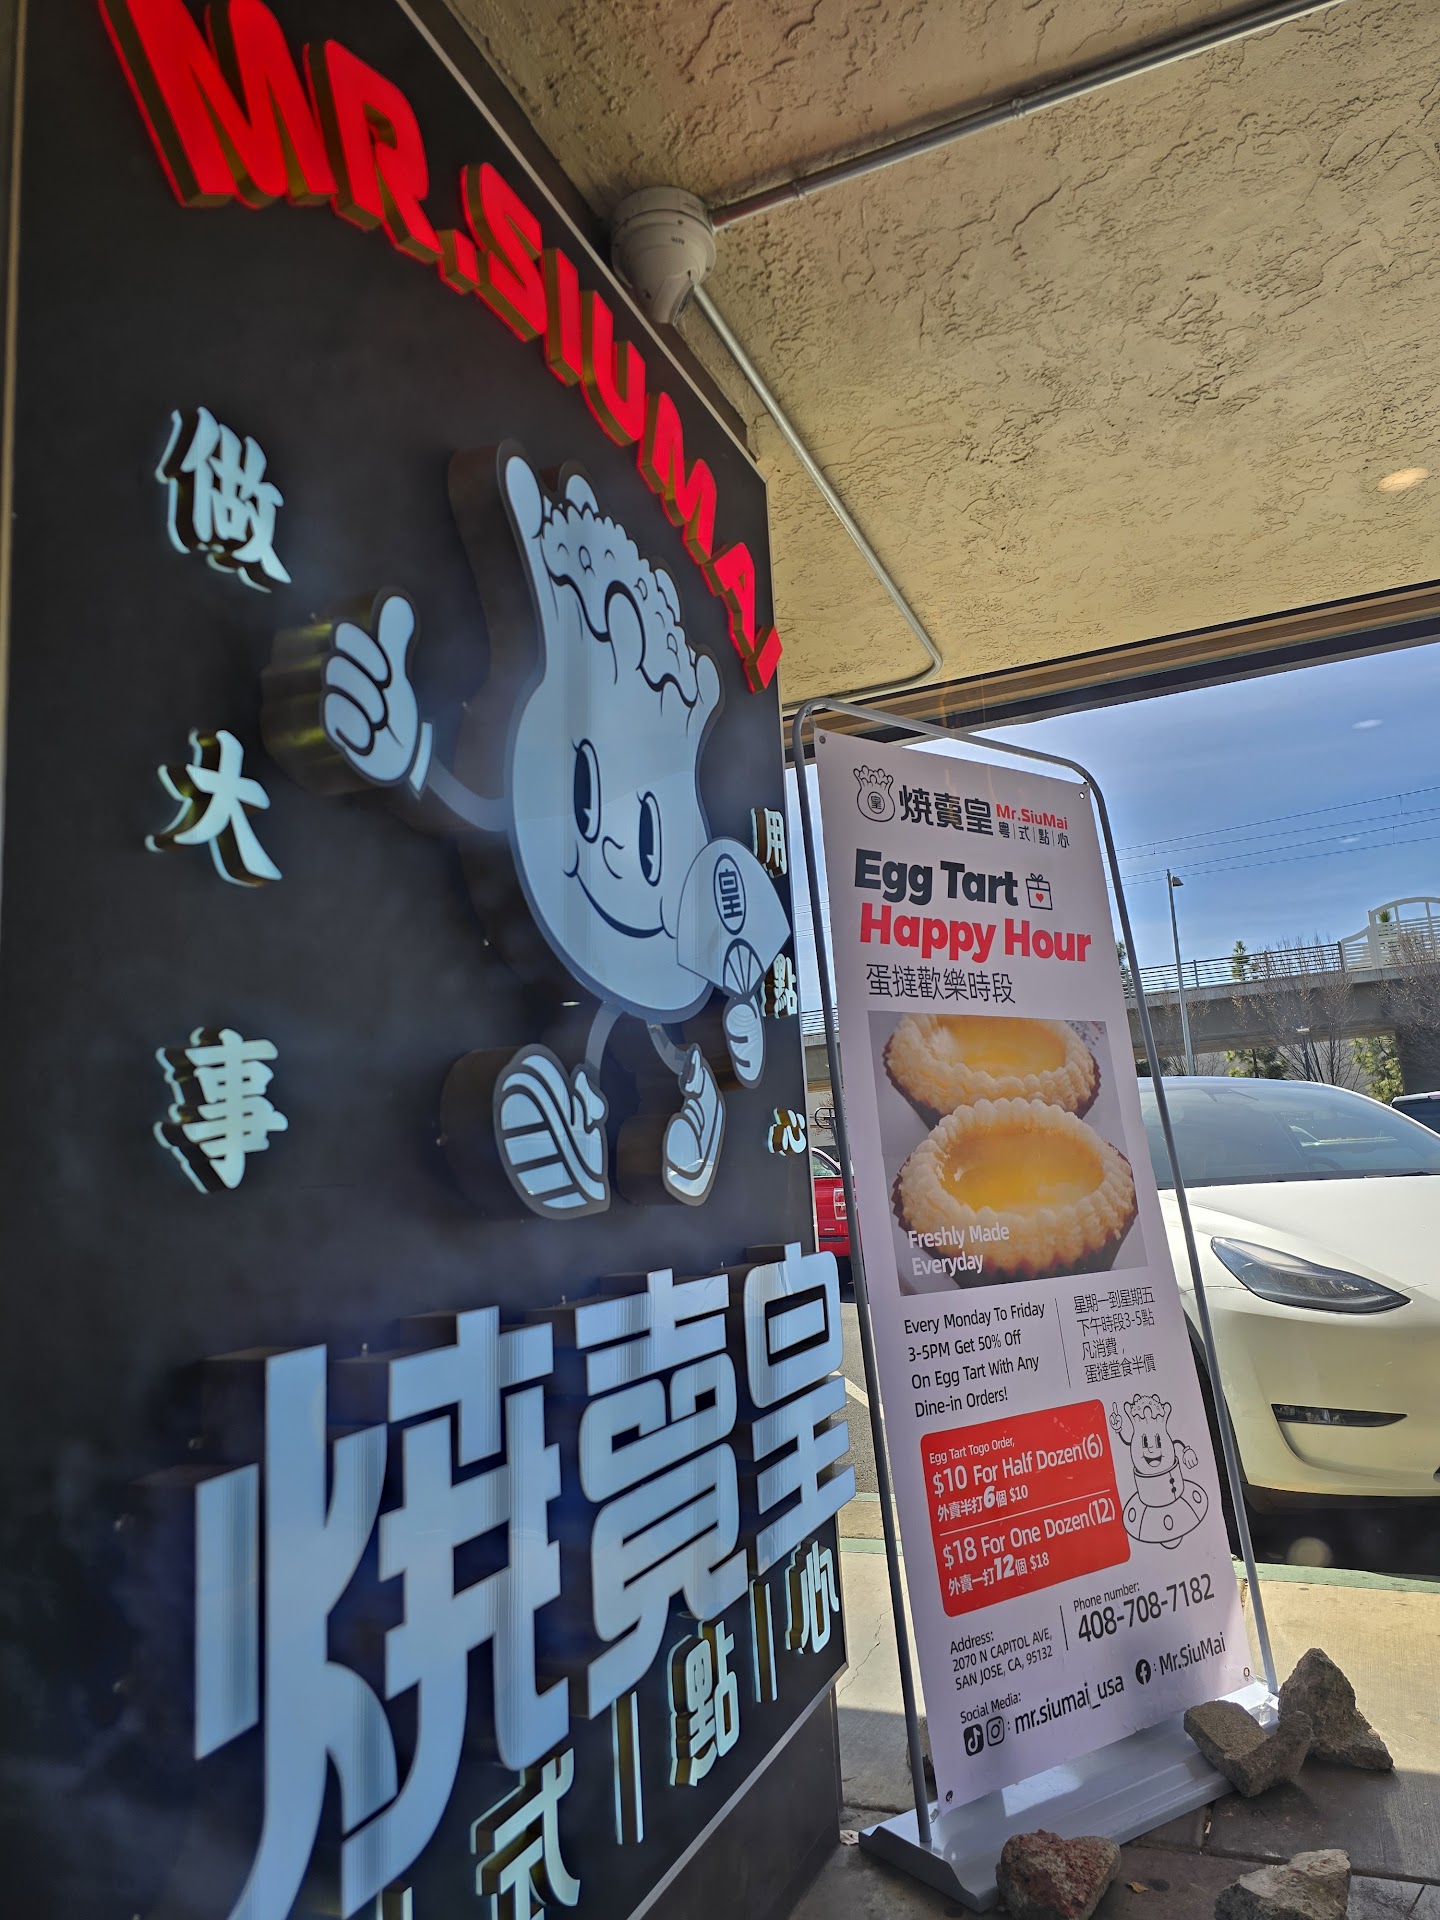 MR.SIUMAI
做大事
用點心
皇
燒賣皇
式|點|心
皇
燒賣皇 Mr.SiuMai
粵|式|點|心
Egg Tart
Happy Hour
蛋撻歡樂時段
Freshly Made
Everyday
Every Monday To Friday
3-5PM Get 50% Off
On Egg Tart With Any
Dine-in Orders!
星期一到星期五
下午時段3-5點
凡消費，
蛋撻堂食半價
Egg Tart Togo Order,
$10 For Half Dozen(6)
外賣半打6個 $10
$18 For One Dozen(12)
外賣一打12個 $18
Address:
2070 N CAPITOL AVE,
SAN JOSE, CA, 95132
Phone number:
408-708-7182
Social Media:
: mr.siumai_usa
: Mr.SiuMai